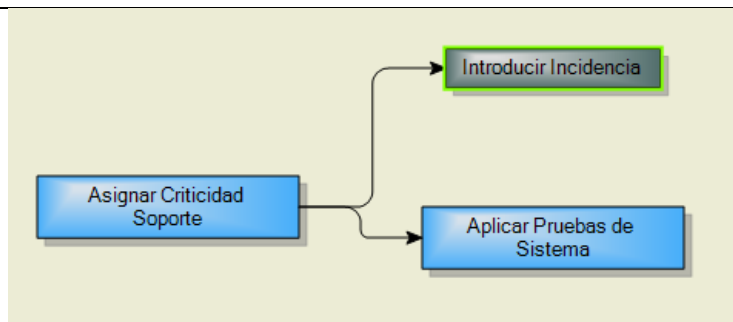 Introducir Incidencia
Asignar Criticidad
Soporte
Aplicar Pruebas de
Sistema